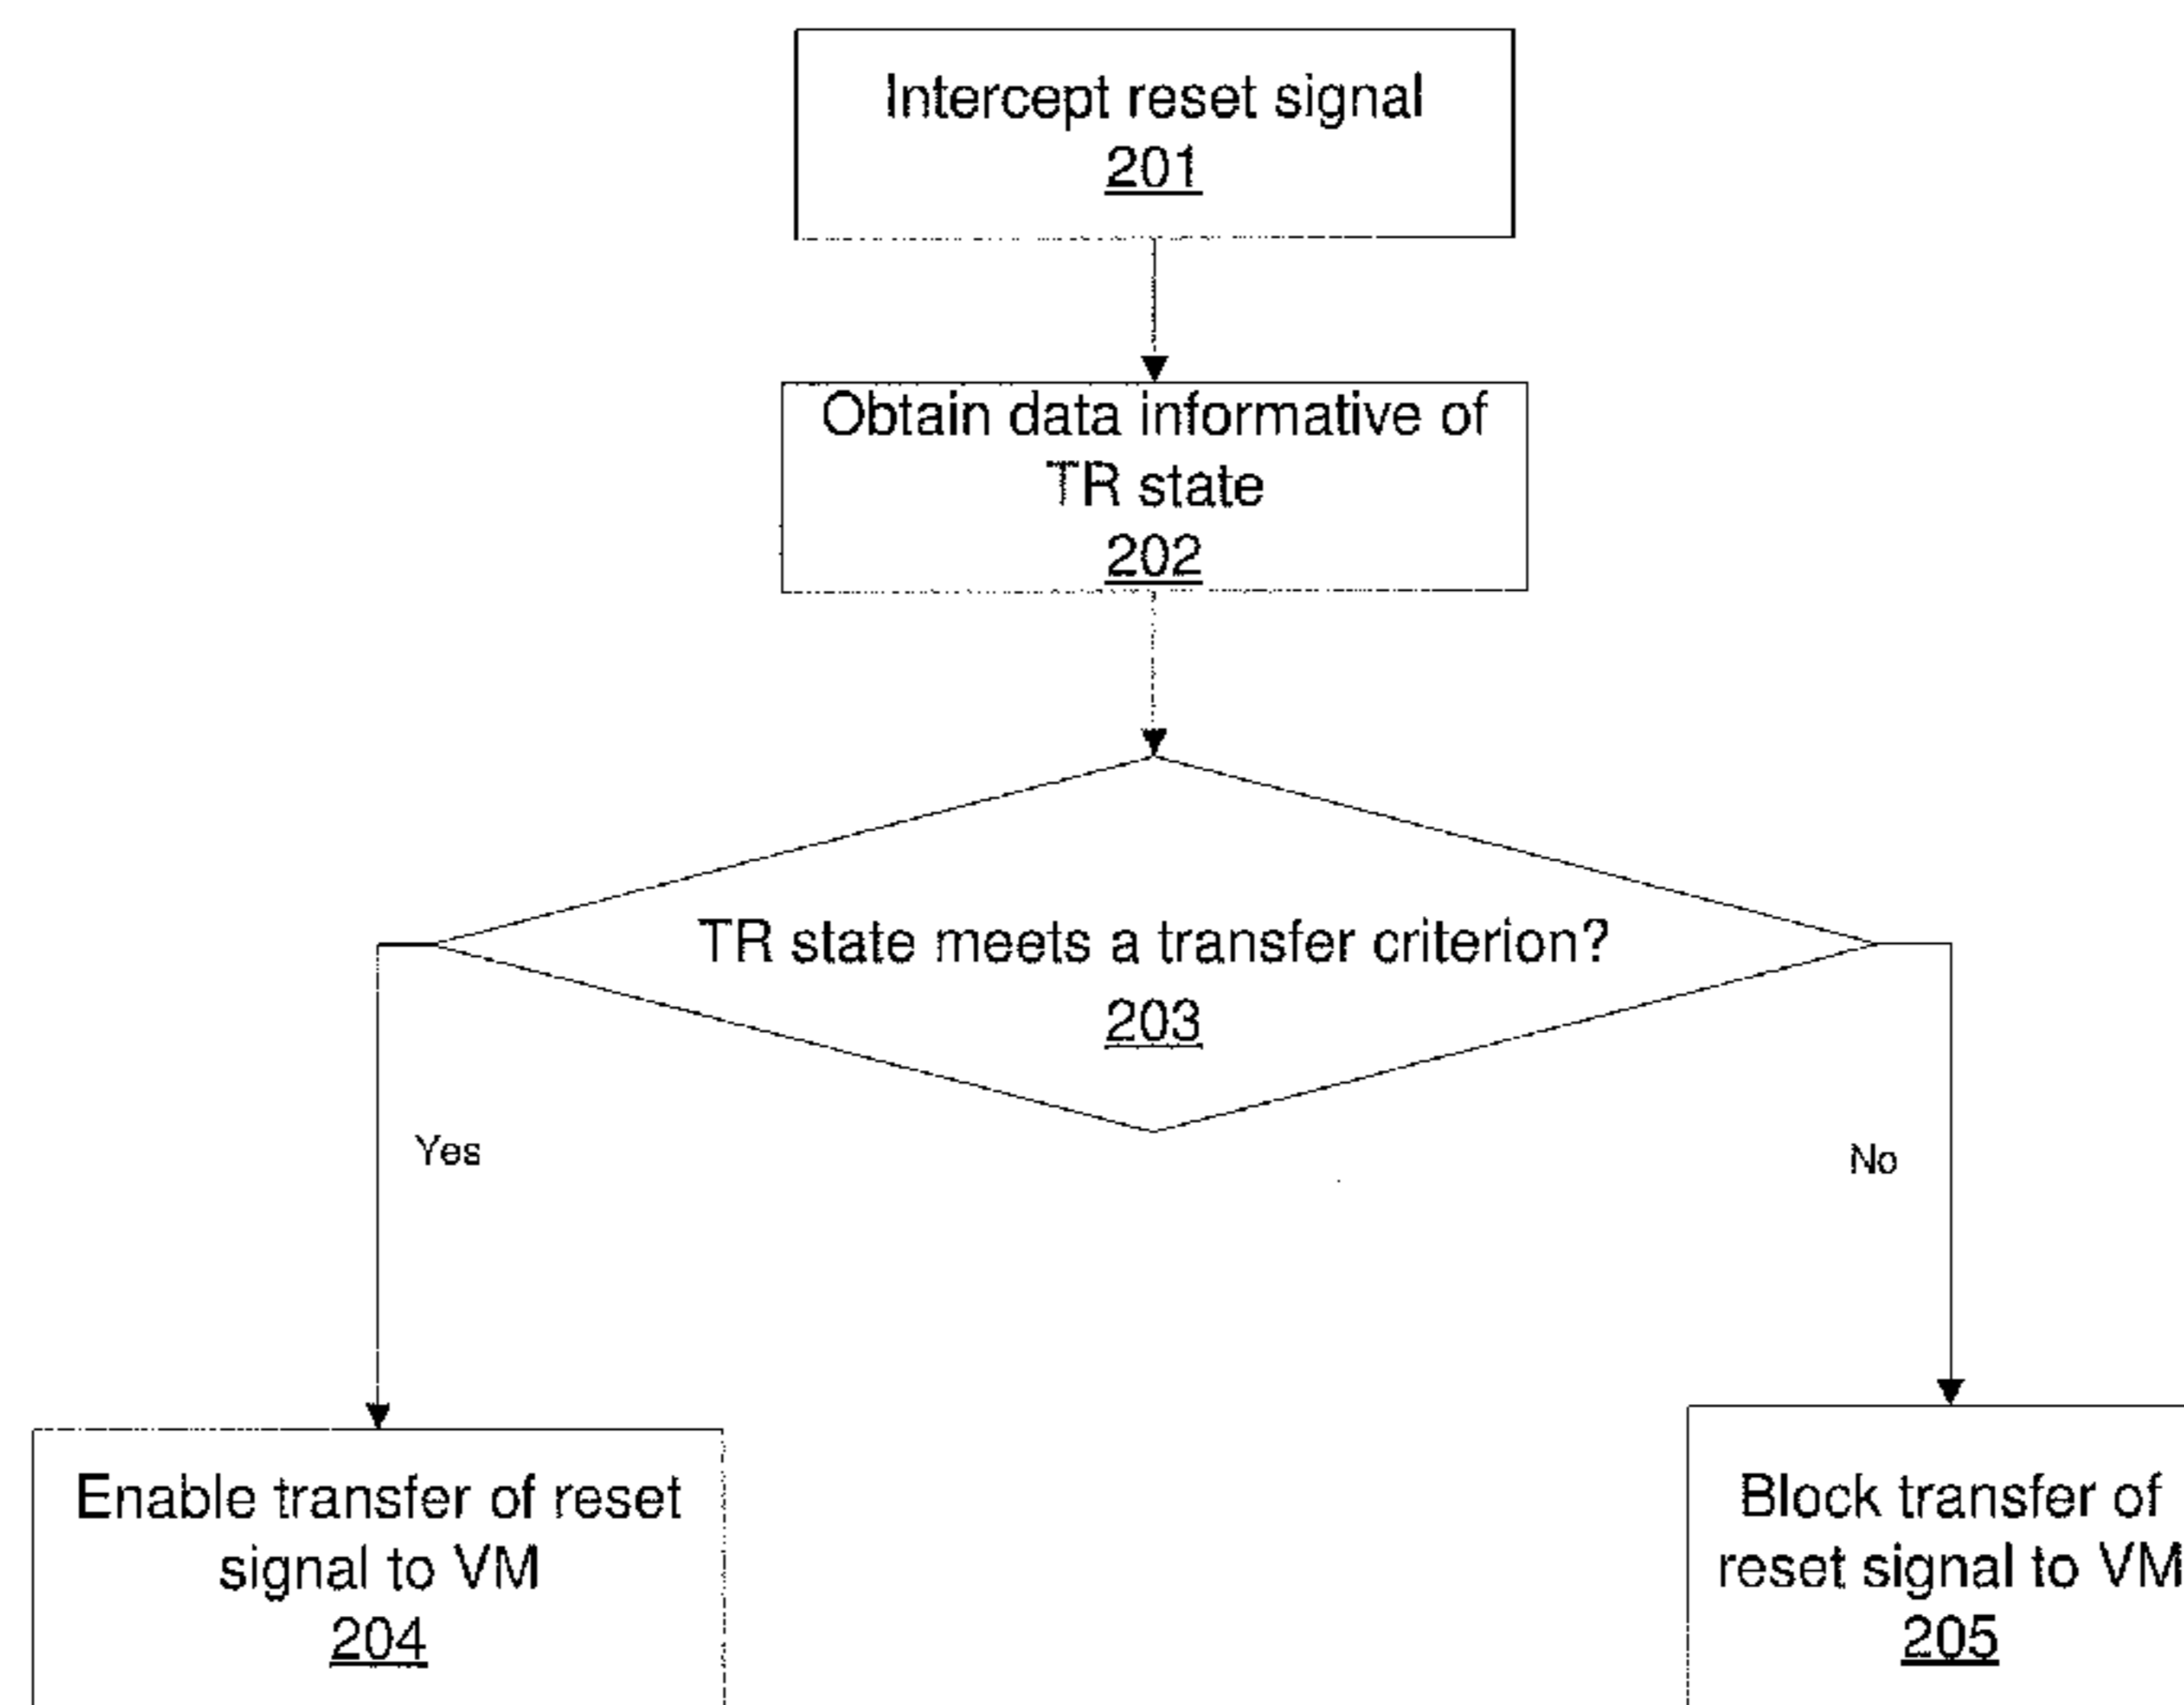 Intercept reset signal
201
Obtain data informative of
TR state
202
TR state meets a transfer criterion?
203
Yes
No
Enable transfer of reset
signal to VM
204
Block transfer of
reset signal to VM
205